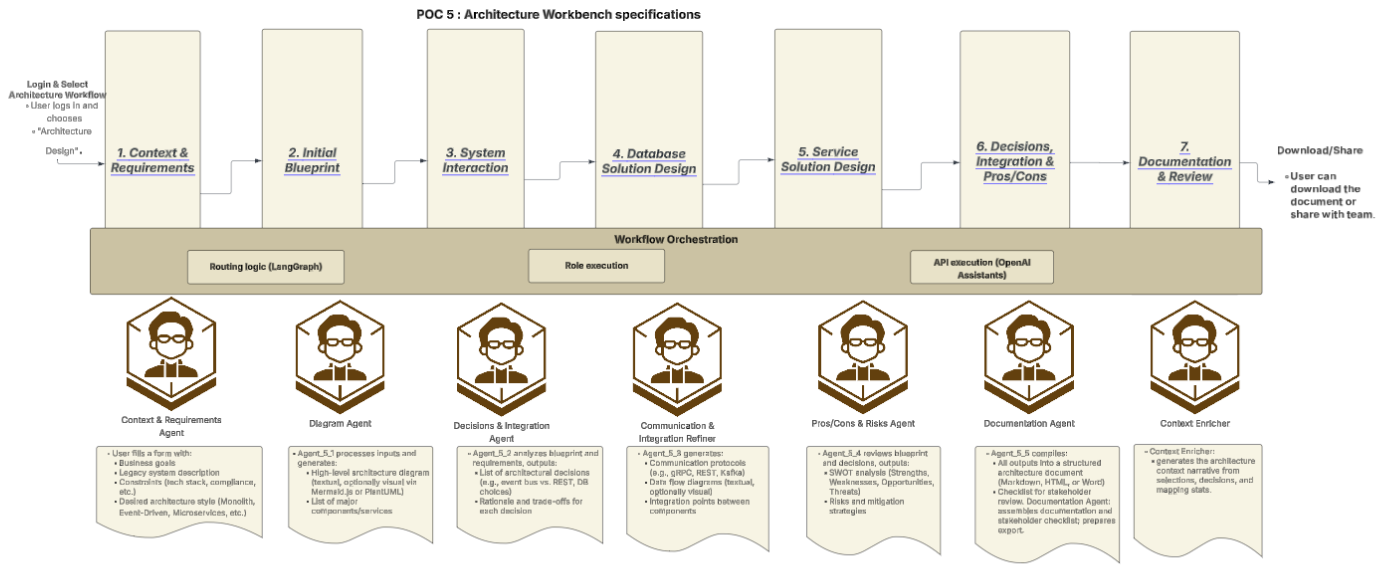 POC 5 : Architecture Workbench specifications
Login & Select
Architecture Workflow
• User logs in and
chooses
• "Architecture
Design".
1. Context &
Requirements
2. Initial
Blueprint
3. System
Interaction
4. Database
Solution Design
5. Service
Solution Design
6. Decisions,
Integration &
Pros/Cons
7.
Documentation
& Review
Download/Share
• User can
download the
document or
share with team.
Workflow Orchestration
Routing logic (LangGraph)
Role execution
API execution (OpenAI
Assistants)
Context & Requirements
Agent
Diagram Agent
Decisions & Integration
Agent
Communication &
Integration Refiner
Pros/Cons & Risks Agent
Documentation Agent
Context Enricher
• User fills a form with:
• Business goals
• Legacy system description
• Constraints (tech stack, compliance,
etc.)
• Desired architecture style (Monolith,
Event-Driven, Microservices, etc.)
• Agent_5_1 processes inputs and
generates:
• High-level architecture diagram
(textual, optionally visual via
Mermaid.js or PlantUML)
• List of major
components/services
• Agent_5_2 analyzes blueprint and
requirements, outputs:
• List of architectural decisions
(e.g., event bus vs. REST, DB
choices)
• Rationale and trade-offs for
each decision
• Agent_5_3 generates:
• Communication protocols
(e.g., gRPC, REST, Kafka)
• Data flow diagrams (textual,
optionally visual)
• Integration points between
components
• Agent_5_4 reviews blueprint
and decisions, outputs:
• SWOT analysis (Strengths,
Weaknesses, Opportunities,
Threats)
• Risks and mitigation
strategies
• Agent_5_5 compiles:
• All outputs into a structured
architecture document
(Markdown, HTML, or Word)
• Checklist for stakeholder
review. Documentation Agent:
assembles documentation and
stakeholder checklist; prepares
export.
• Context Enricher:
• generates the architecture
context narrative from
selections, decisions, and
mapping stats.